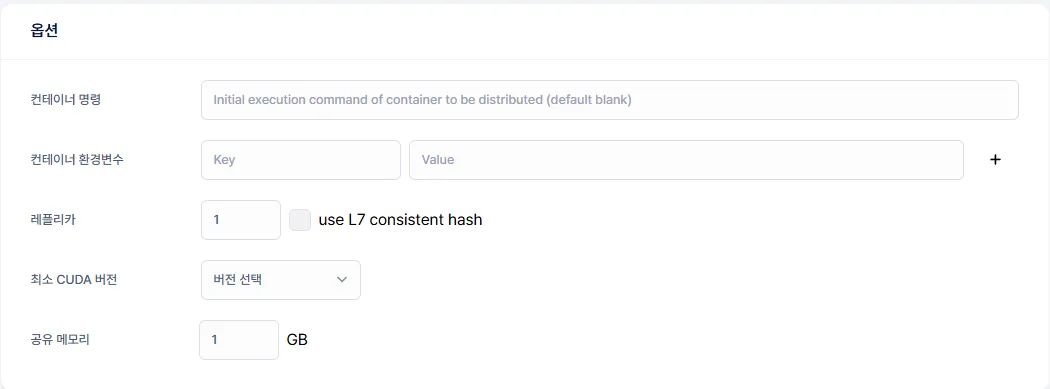 옵션
컨테이너 명령 Initial execution command of container to be distributed (default blank)
컨테이너 환경변수 Key Value +
레플리카 1 use L7 consistent hash
최소 CUDA 버전 버전 선택
공유 메모리 1 GB